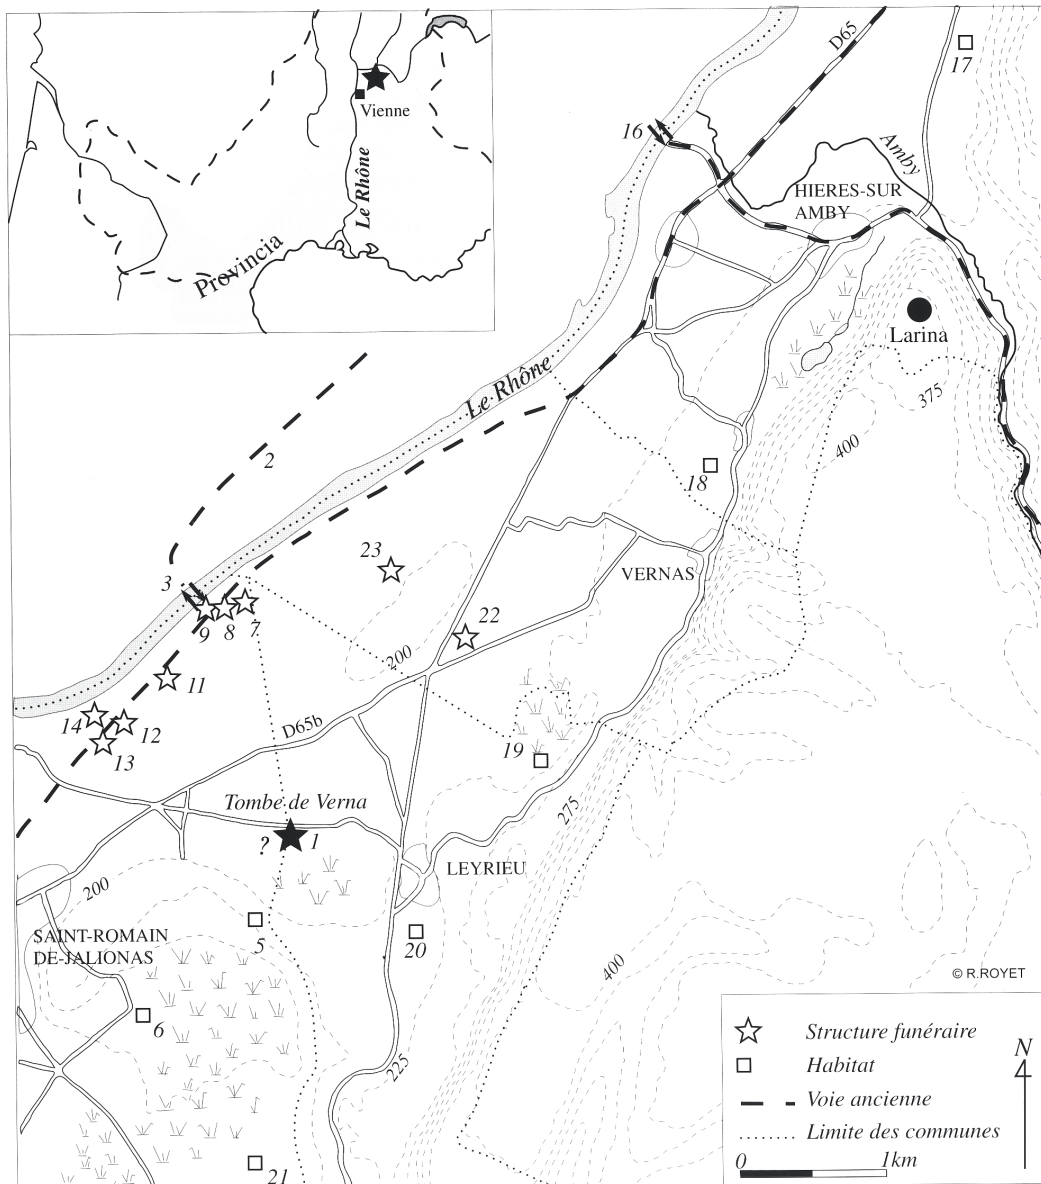 Vienne
Le Rhône
Provincia
D65
17
16
Amby
HIERES-SUR
AMBY
Larina
375
400
Le Rhône
2
18
23
3
VERNAS
9
8
7
22
200
11
14
12
D65b
13
19
275
Tombe de Verna
?
1
LEYRIEU
200
5
20
SAINT-ROMAIN
DE-JALIONAS
400
© R.ROYET
6
225
21
Structure funéraire
Habitat
Voie ancienne
Limite des communes
N
0
1km